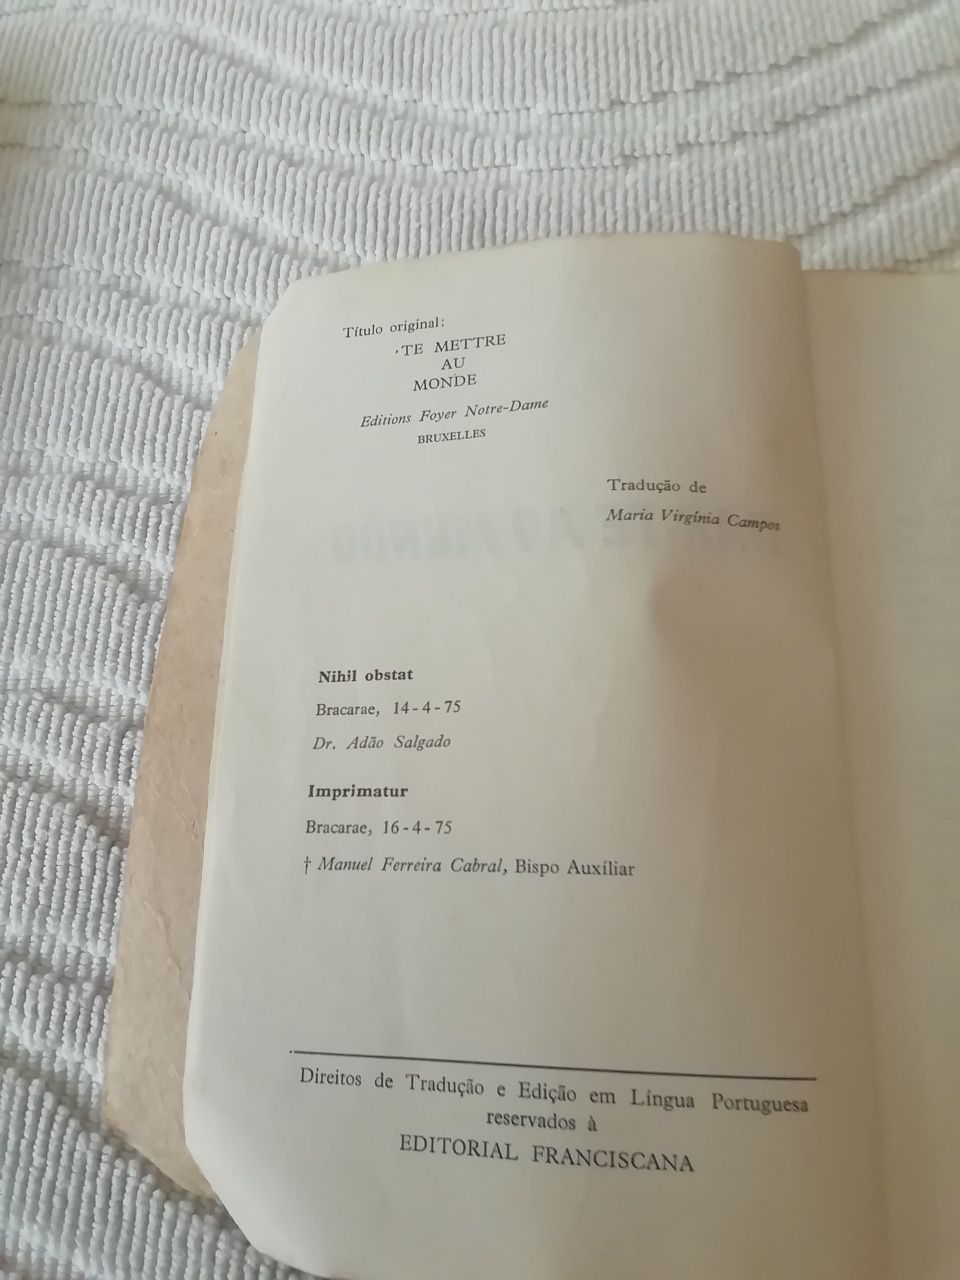 Título original:
TE METTRE
AU
MONDE
Editions Foyer Notre-Dame
BRUXELLES
Tradução de
Maria Virgínia Campos
Nihil obstat
Bracarae, 14-4-75
Dr. Adão Salgado
Imprimatur
Bracarae, 16-4-75
† Manuel Ferreira Cabral, Bispo Auxíliar
Direitos de Tradução e Edição em Língua Portuguesa
reservados à
EDITORIAL FRANCISCANA